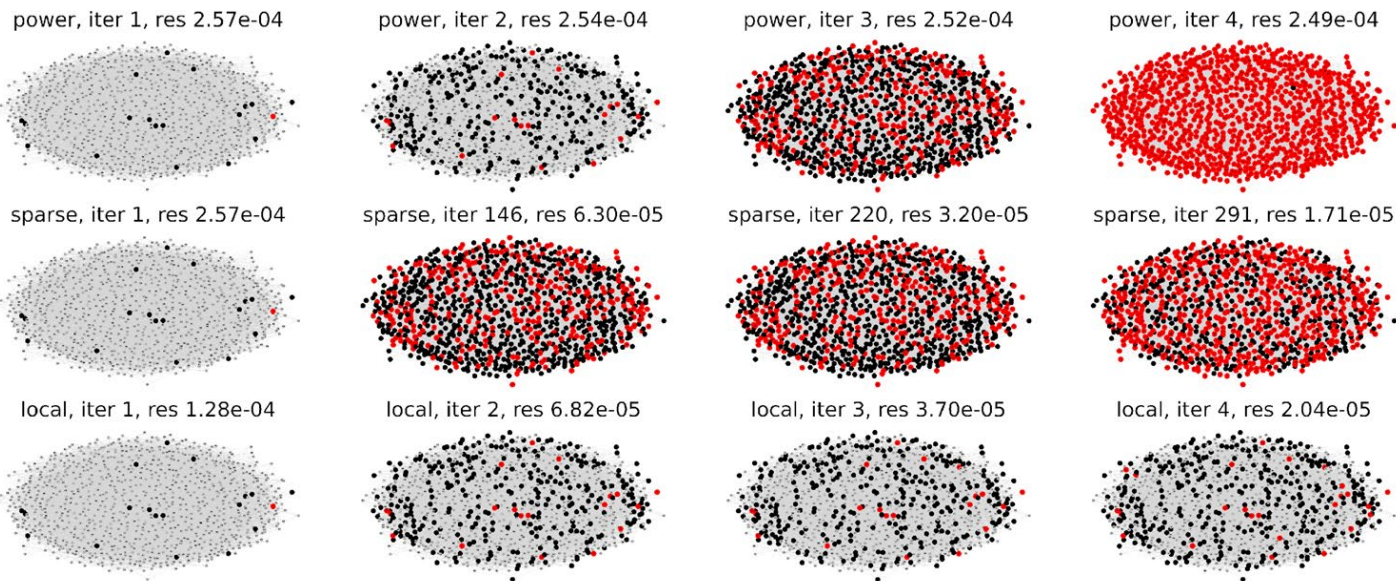 power, iter 1, res 2.57e-04
power, iter 2, res 2.54e-04
power, iter 3, res 2.52e-04
power, iter 4, res 2.49e-04
sparse, iter 1, res 2.57e-04
sparse, iter 146, res 6.30e-05
sparse, iter 220, res 3.20e-05
sparse, iter 291, res 1.71e-05
local, iter 1, res 1.28e-04
local, iter 2, res 6.82e-05
local, iter 3, res 3.70e-05
local, iter 4, res 2.04e-05